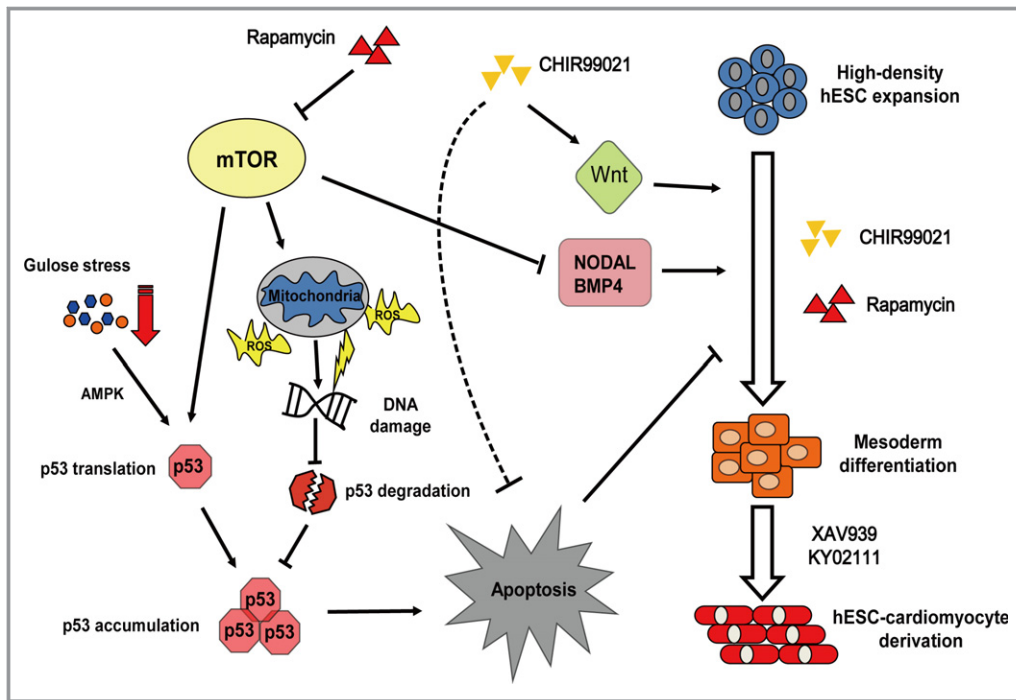 Rapamycin
CHIR99021
High-density
hESC expansion
mTOR
Wnt
CHIR99021
NODAL
BMP4
Rapamycin
Gulose stress
Mitochondria
ROS
ROS
AMPK
DNA
damage
Mesoderm
differentiation
p53 translation
p53
p53 degradation
XAV939
KY02111
Apoptosis
p53 accumulation
p53
p53
p53
hESC-cardiomyocyte
derivation